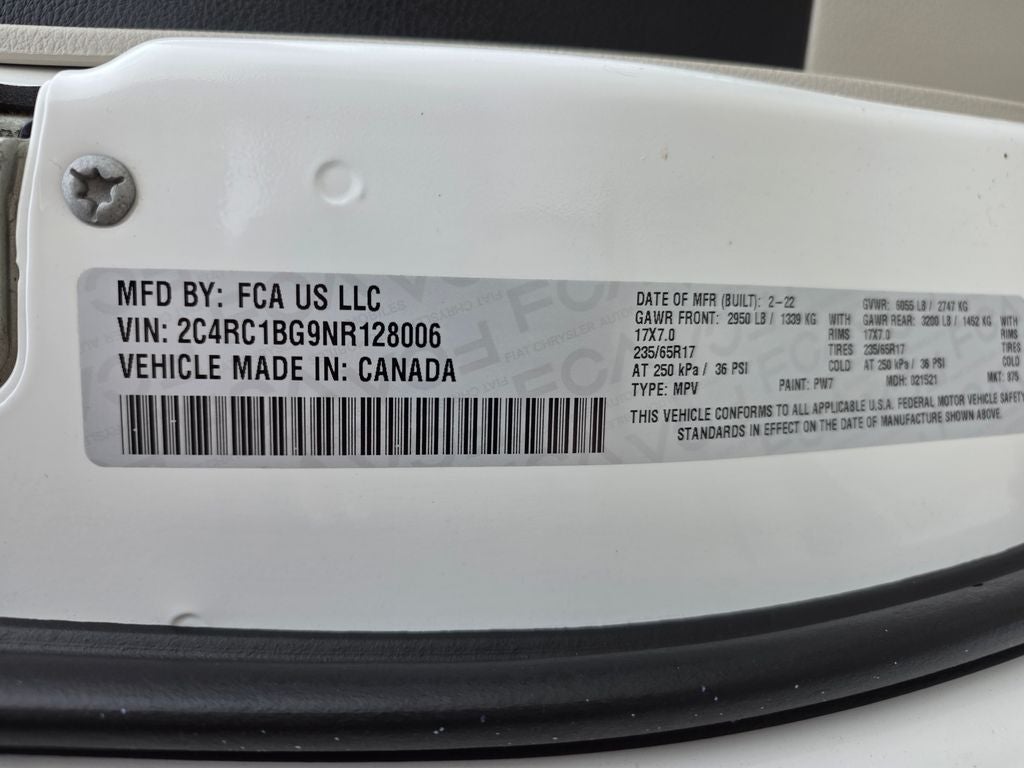 MFD BY: FCA US LLC
VIN: 2C4RC1BG9NR128006
VEHICLE MADE IN: CANADA
DATE OF MFR (BUILT): 2-22
GVWR: 6055 LB / 2747 KG
GAWR FRONT: 2950 LB / 1339 KG WITH
17X7.0 RIMS
235/65R17 TIRES
AT 250 kPa / 36 PSI COLD
GAWR REAR: 3200 LB / 1452 KG WITH
17X7.0 RIMS
235/65R17 TIRES
AT 250 kPa / 36 PSI COLD
TYPE: MPV PAINT: PW7 MDH: 021521 MKT: 875
THIS VEHICLE CONFORMS TO ALL APPLICABLE U.S.A. FEDERAL MOTOR VEHICLE SAFETY
STANDARDS IN EFFECT ON THE DATE OF MANUFACTURE SHOWN ABOVE.